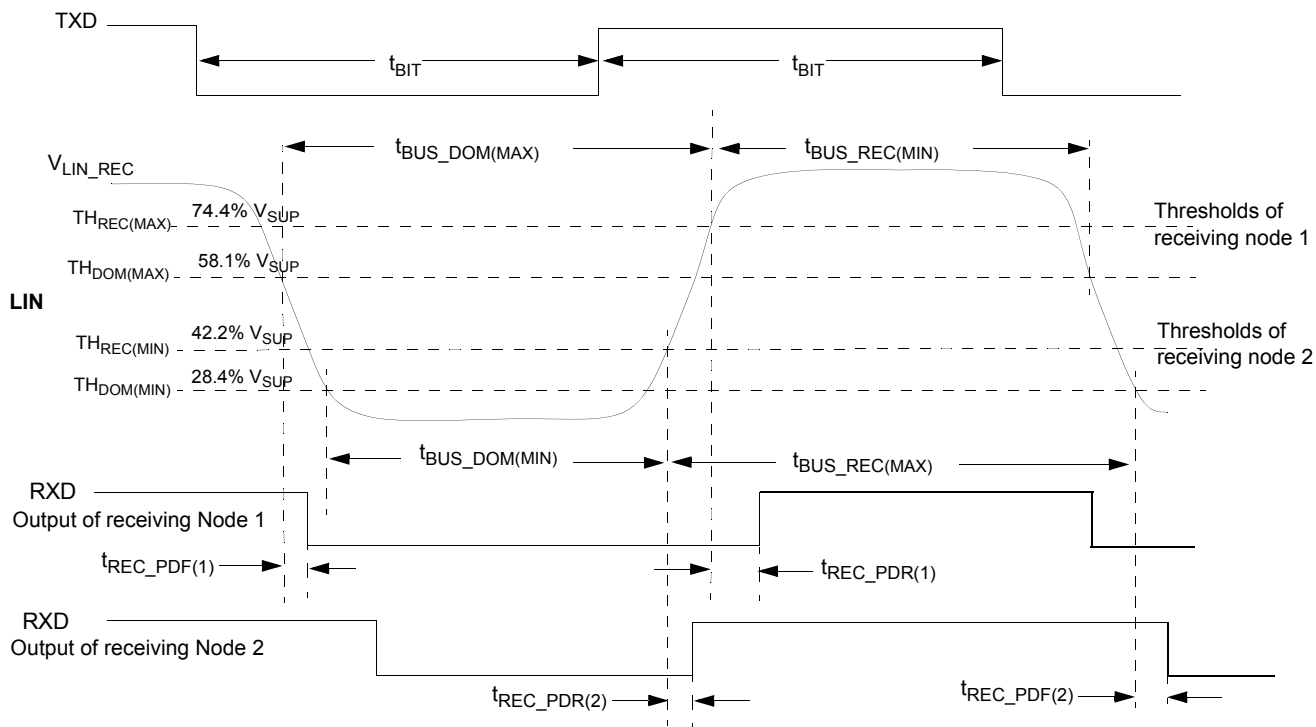 TXD
tBIT
tBIT
tBUS_DOM(MAX)
tBUS_REC(MIN)
VLIN_REC
THREC(MAX) 74.4% VSUP
Thresholds of
receiving node 1
THDOM(MAX) 58.1% VSUP
LIN
THREC(MIN) 42.2% VSUP
Thresholds of
receiving node 2
THDOM(MIN) 28.4% VSUP
tBUS_DOM(MIN)
tBUS_REC(MAX)
RXD
Output of receiving Node 1
tREC_PDF(1)
tREC_PDR(1)
RXD
Output of receiving Node 2
tREC_PDR(2)
tREC_PDF(2)